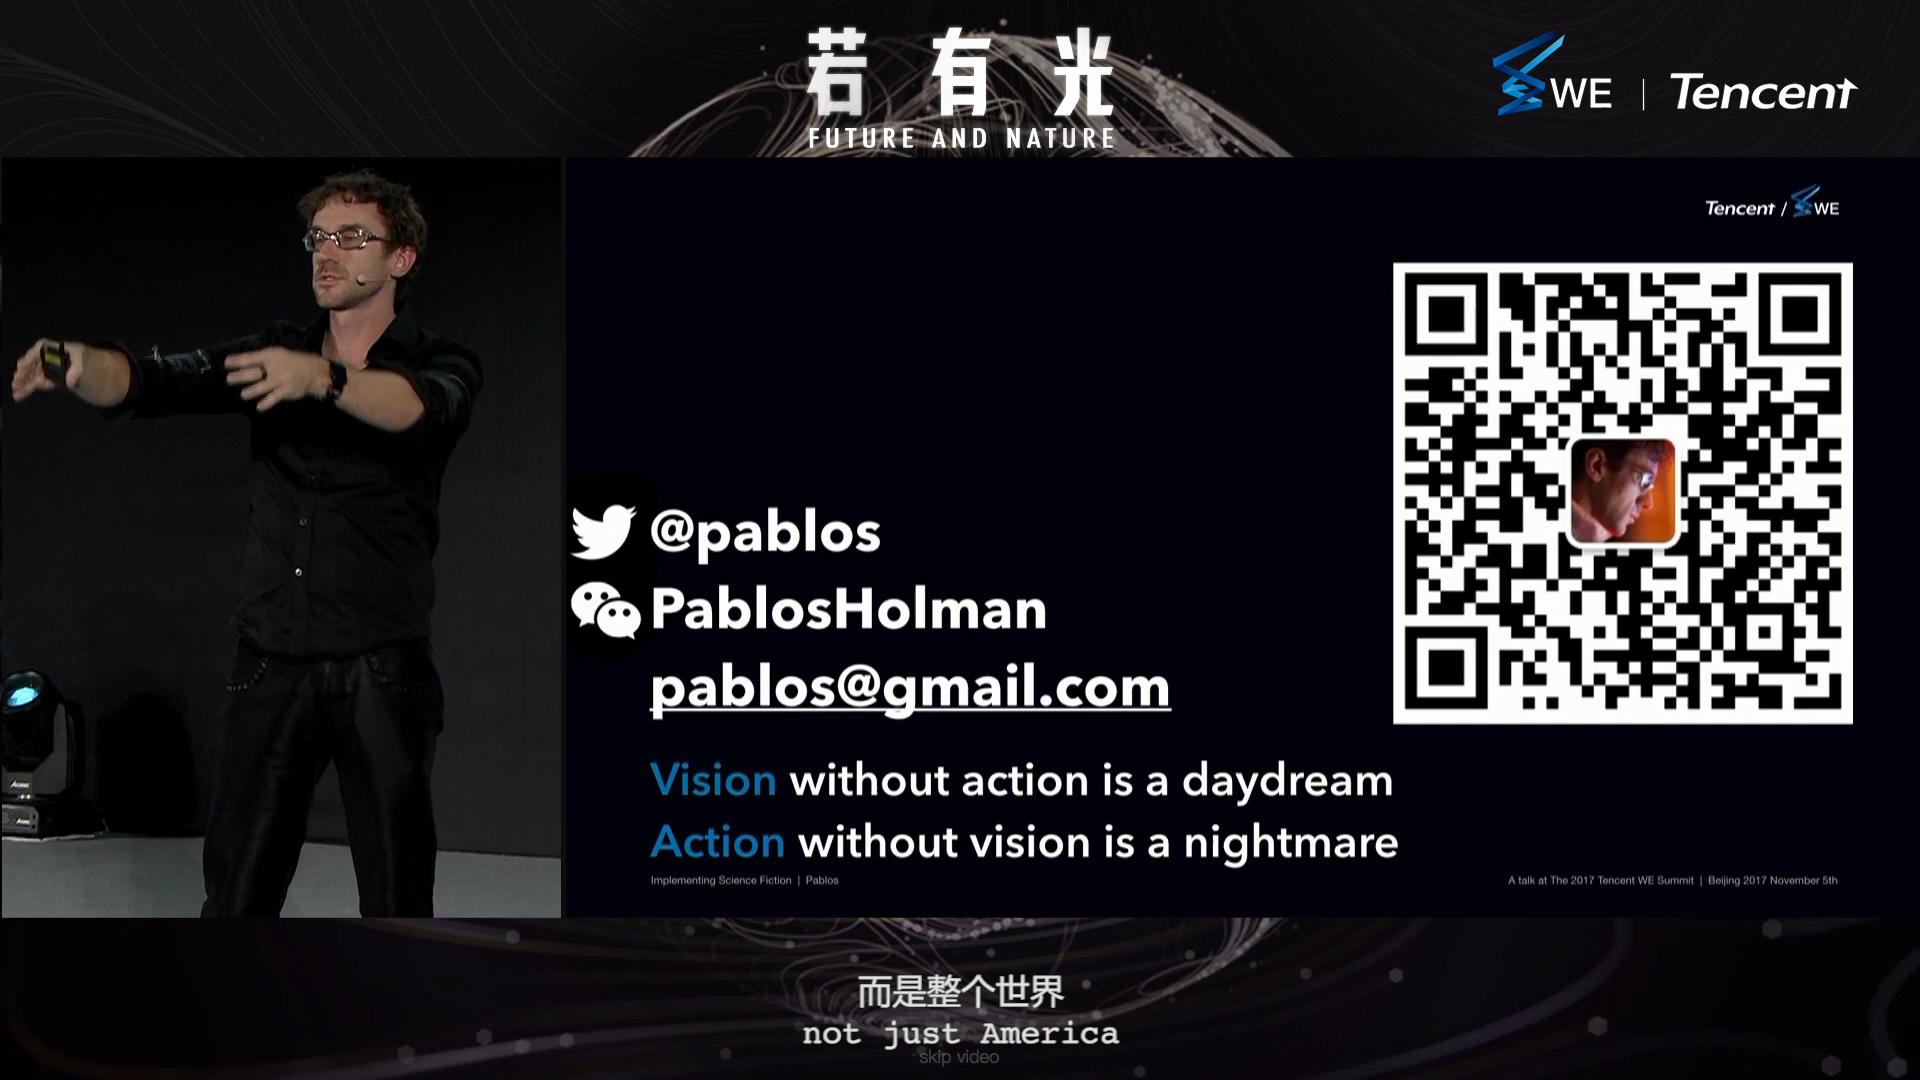 若有光
FUTURE AND NATURE
WE | Tencent
Tencent / WE
@pablos
PablosHolman
pablos@gmail.com
Vision without action is a daydream
Action without vision is a nightmare
Implementing Science Fiction | Pablos
A talk at The 2017 Tencent WE Summit | Beijing 2017 November 5th
而是整个世界
not just America
skip video